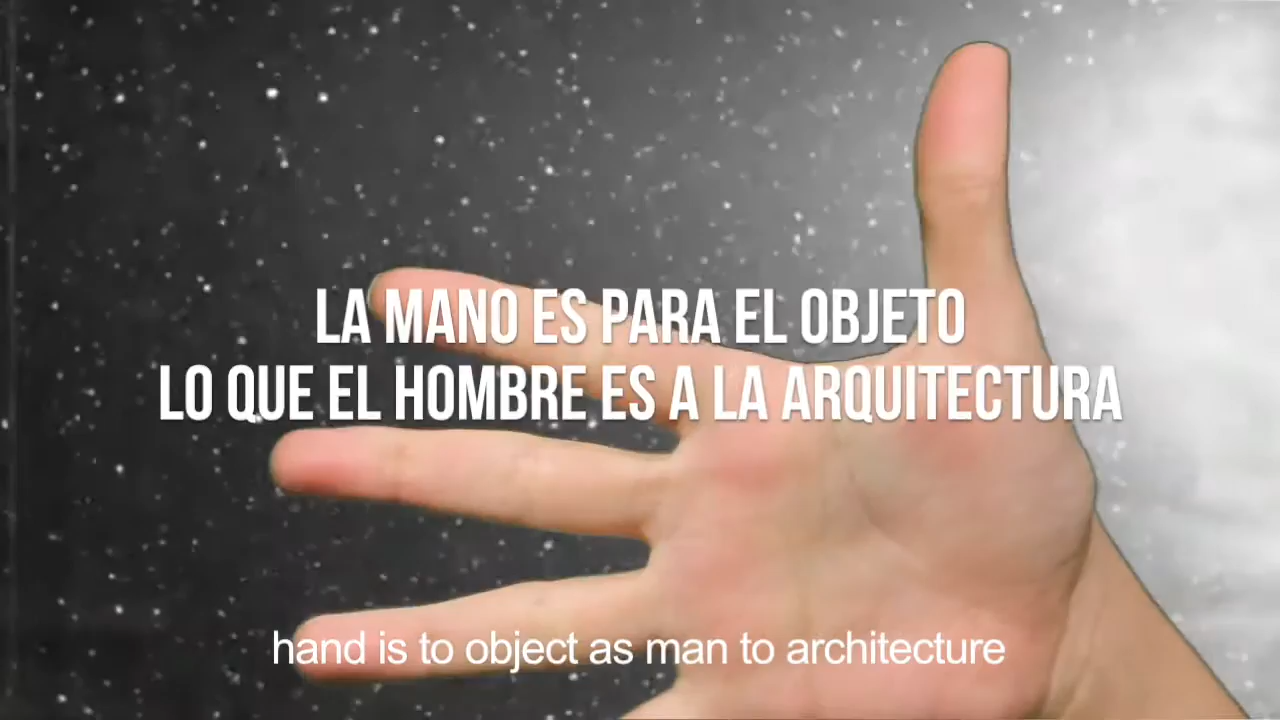 LA MANO ES PARA EL OBJETO
LO QUE EL HOMBRE ES A LA ARQUITECTURA
hand is to object as man to architecture